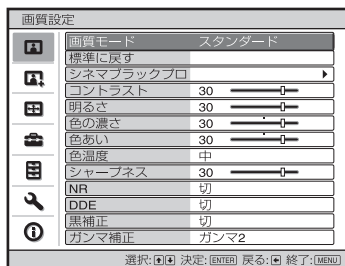 画質設定
画質モード スタンダード
標準に戻す
シネマブラックプロ
コントラスト 30
明るさ 30
色の濃さ 30
色あい 30
色温度 中
シャープネス 30
NR 切
DDE 切
黒補正 切
ガンマ補正 ガンマ2
選択: 決定: ENTER 戻る: 終了: MENU